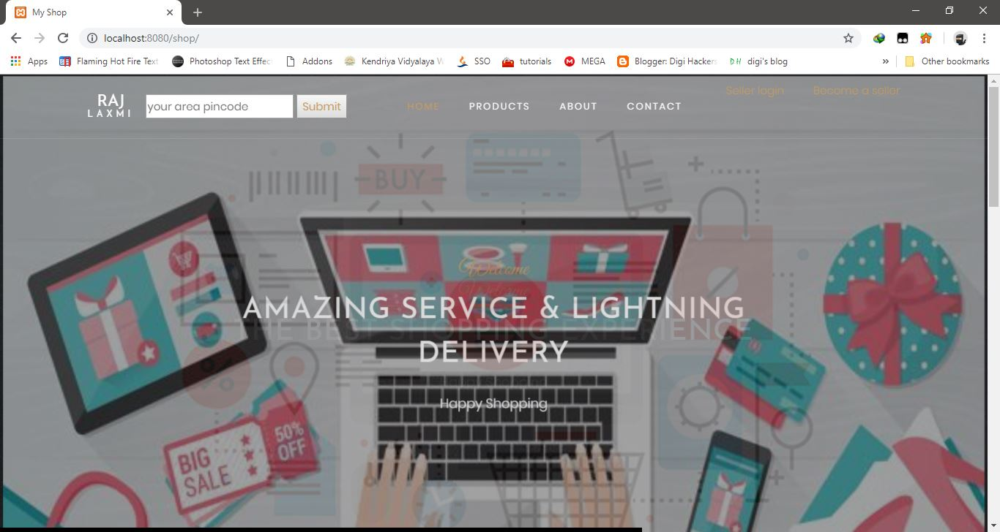 My Shop
localhost:8080/shop/
Apps
Flaming Hot Fire Text
Photoshop Text Effec
Addons
Kendriya Vidyalaya
SSO
tutorials
MEGA
Blogger: Digi Hackers
digi's blog
»
Other bookmarks
Seller login
Become a seller
RAJ
LAXMI
your area pincode
Submit
HOME
PRODUCTS
ABOUT
CONTACT
BUY
Welcome
Welcome
AMAZING SERVICE & LIGHTNING
THE BEST SHOPPING EXPERIENCE
DELIVERY
Happy Shopping
50%
OFF
BIG
SALE